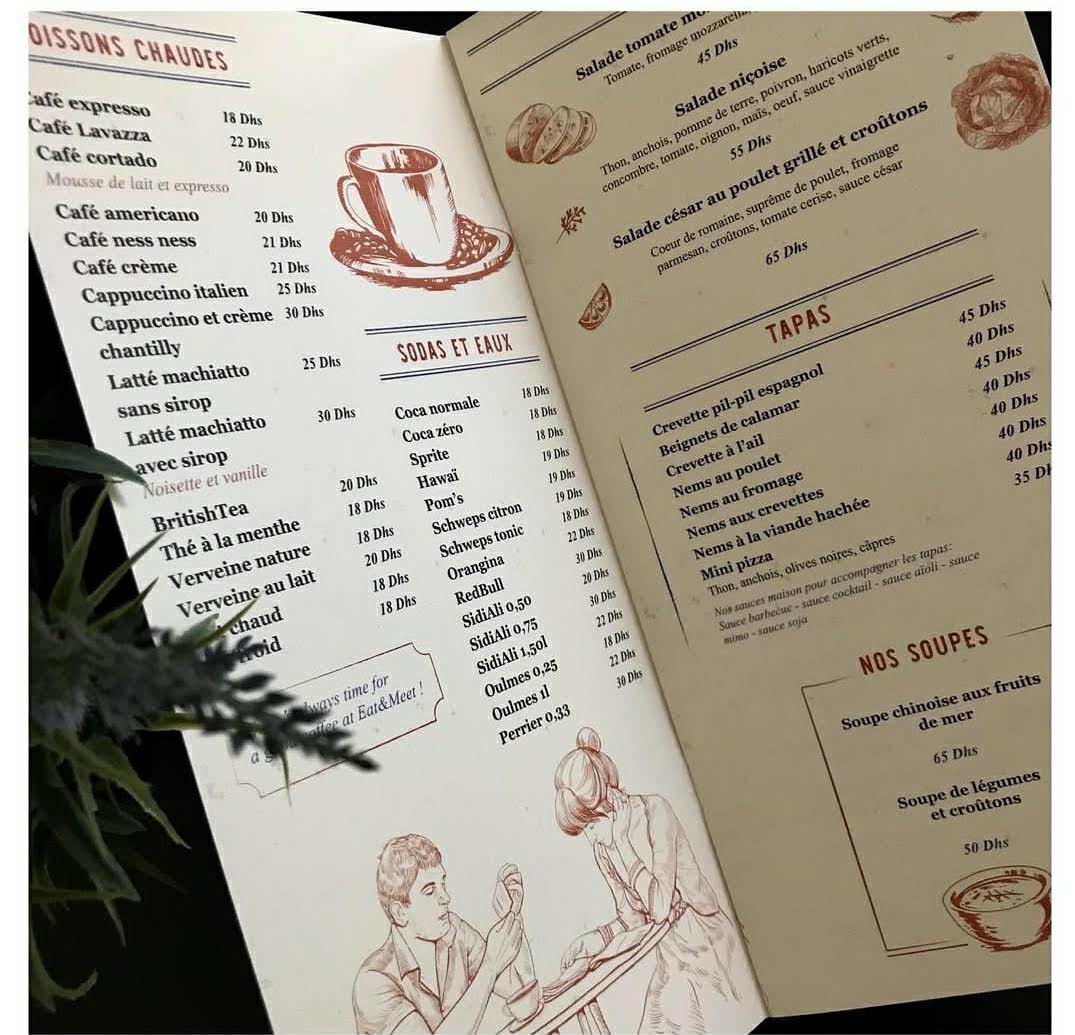 OISSONS CHAUDES
Café expresso 18 Dhs
Café Lavazza 22 Dhs
Café cortado 20 Dhs
Mousse de lait et expresso
Café americano 20 Dhs
Café ness ness 21 Dhs
Café crème 21 Dhs
Cappuccino italien 25 Dhs
Cappuccino et crème 30 Dhs
chantilly
Latté machiatto 25 Dhs
sans sirop
Latté machiatto 30 Dhs
avec sirop
Noisette et vanille
BritishTea 20 Dhs
Thé à la menthe 18 Dhs
Verveine nature 18 Dhs
Verveine au lait 20 Dhs
chaud 18 Dhs
froid 18 Dhs
always time for
a coffee at Eat&Meet !
SODAS ET EAUX
Coca normale 18 Dhs
Coca zéro 18 Dhs
Sprite 18 Dhs
Hawaï 19 Dhs
Pom's 19 Dhs
Schweps citron 19 Dhs
Schweps tonic 18 Dhs
Orangina 22 Dhs
RedBull 30 Dhs
SidiAli 0,50 20 Dhs
SidiAli 0,75 30 Dhs
SidiAli 1,50l 22 Dhs
Oulmes 0,25 18 Dhs
Oulmes 1l 22 Dhs
Perrier 0,33 30 Dhs
Salade tomate
Tomate, fromage mozzarella
45 Dhs
Salade niçoise
Thon, anchois, pomme de terre, poivron, haricots verts,
concombre, tomate, oignon, maïs, oeuf, sauce vinaigrette
55 Dhs
Salade césar au poulet grillé et croûtons
Coeur de romaine, suprême de poulet, fromage
parmesan, croûtons, tomate cerise, sauce césar
65 Dhs
TAPAS
Crevette pil-pil espagnol 45 Dhs
Beignets de calamar 40 Dhs
Crevette à l'ail 45 Dhs
Nems au poulet 40 Dhs
Nems au fromage 40 Dhs
Nems aux crevettes 40 Dhs
Nems à la viande hachée 40 Dhs
Mini pizza 35 Dh
Thon, anchois, olives noires, câpres
Nos sauces maison pour accompagner les tapas:
Sauce barbecue - sauce cocktail - sauce aïoli - sauce
mimo - sauce soja
NOS SOUPES
Soupe chinoise aux fruits
de mer
65 Dhs
Soupe de légumes
et croûtons
50 Dhs